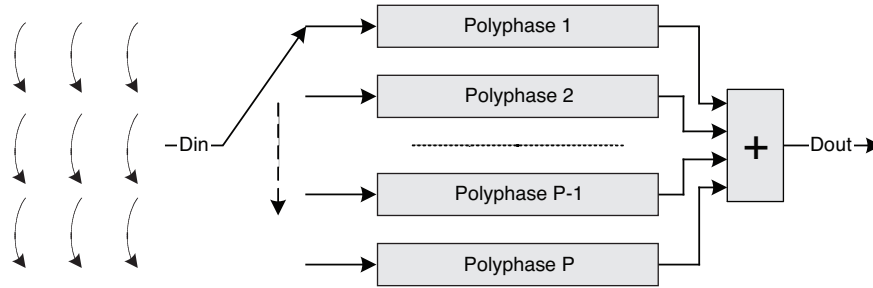 Polyphase 1
Polyphase 2
Din
+
Dout
Polyphase P-1
Polyphase P